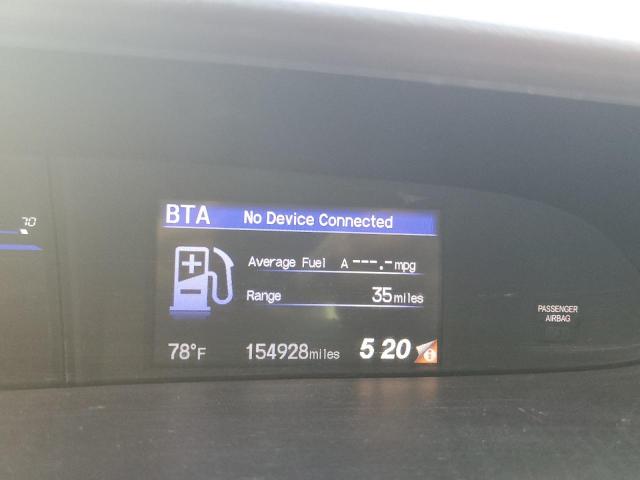 70
BTA No Device Connected
Average Fuel A ---.- mpg
Range 35 miles
78°F 154928 miles 5 20 i
PASSENGER
AIRBAG